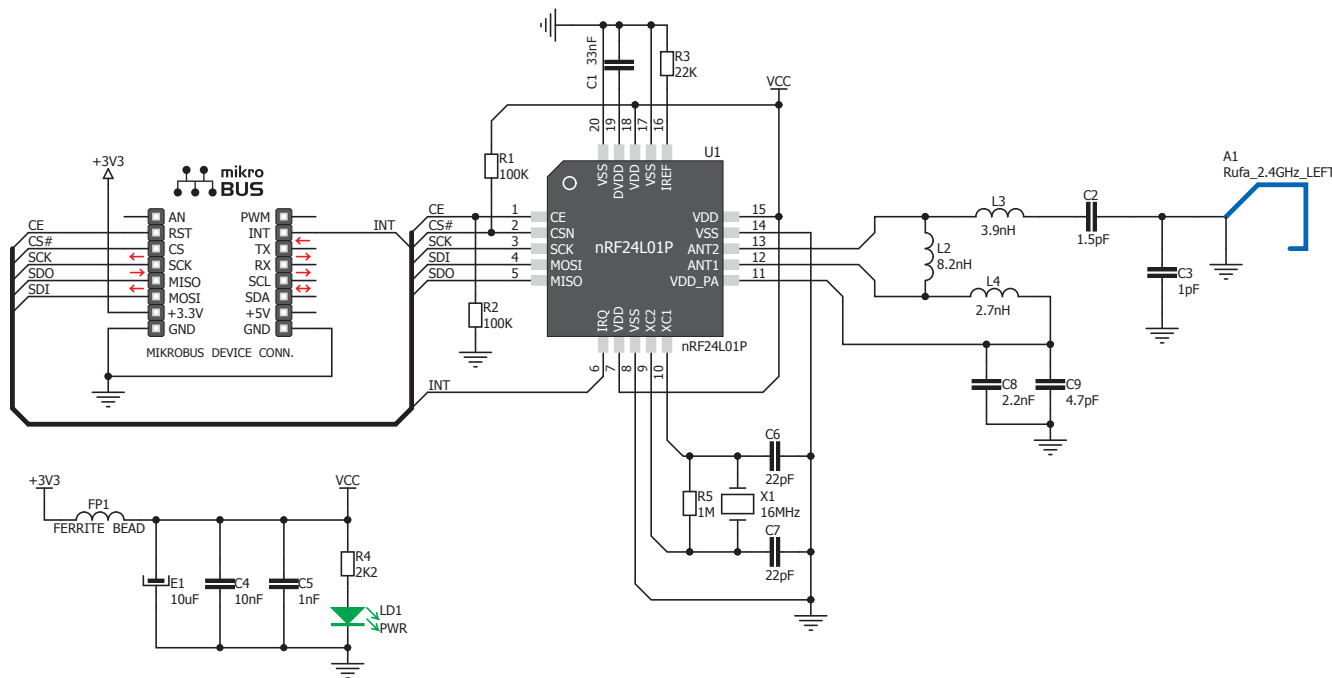 C1 33nF
R3
22K
VCC
20
19
18
17
16
VSS
DVDD
VDD
VSS
IREF
U1
R1
100K
+3V3
mikro
BUS
AN
RST
CS
SCK
MISO
MOSI
+3.3V
GND
PWM
INT
TX
RX
SCL
SDA
+5V
GND
MIKROBUS DEVICE CONN.
CE
CS#
SCK
SDO
SDI
INT
CE
CS#
SCK
SDI
SDO
1
2
3
4
5
CE
CSN
SCK
MOSI
MISO
nRF24L01P
VDD
VSS
ANT2
ANT1
VDD_PA
15
14
13
12
11
IRQ
VDD
VSS
XC2
XC1
nRF24L01P
6
7
8
9
10
R2
100K
INT
L3
3.9nH
C2
1.5pF
L2
8.2nH
L4
2.7nH
A1
Rufa_2.4GHz_LEFT
C3
1pF
C8
2.2nF
C9
4.7pF
C6
22pF
R5
1M
X1
16MHz
C7
22pF
+3V3
FP1
FERRITE BEAD
VCC
E1
10uF
C4
10nF
C5
1nF
R4
2K2
LD1
PWR